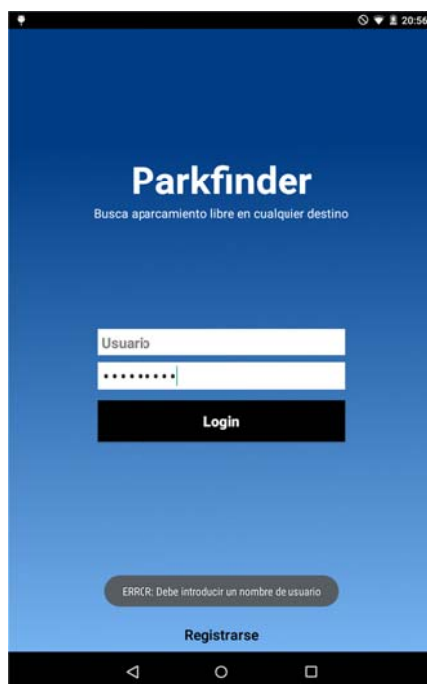 20:56
Parkfinder
Busca aparcamiento libre en cualquier destino
Usuario
•••••••••
Login
ERROR: Debe introducir un nombre de usuario
Registrarse